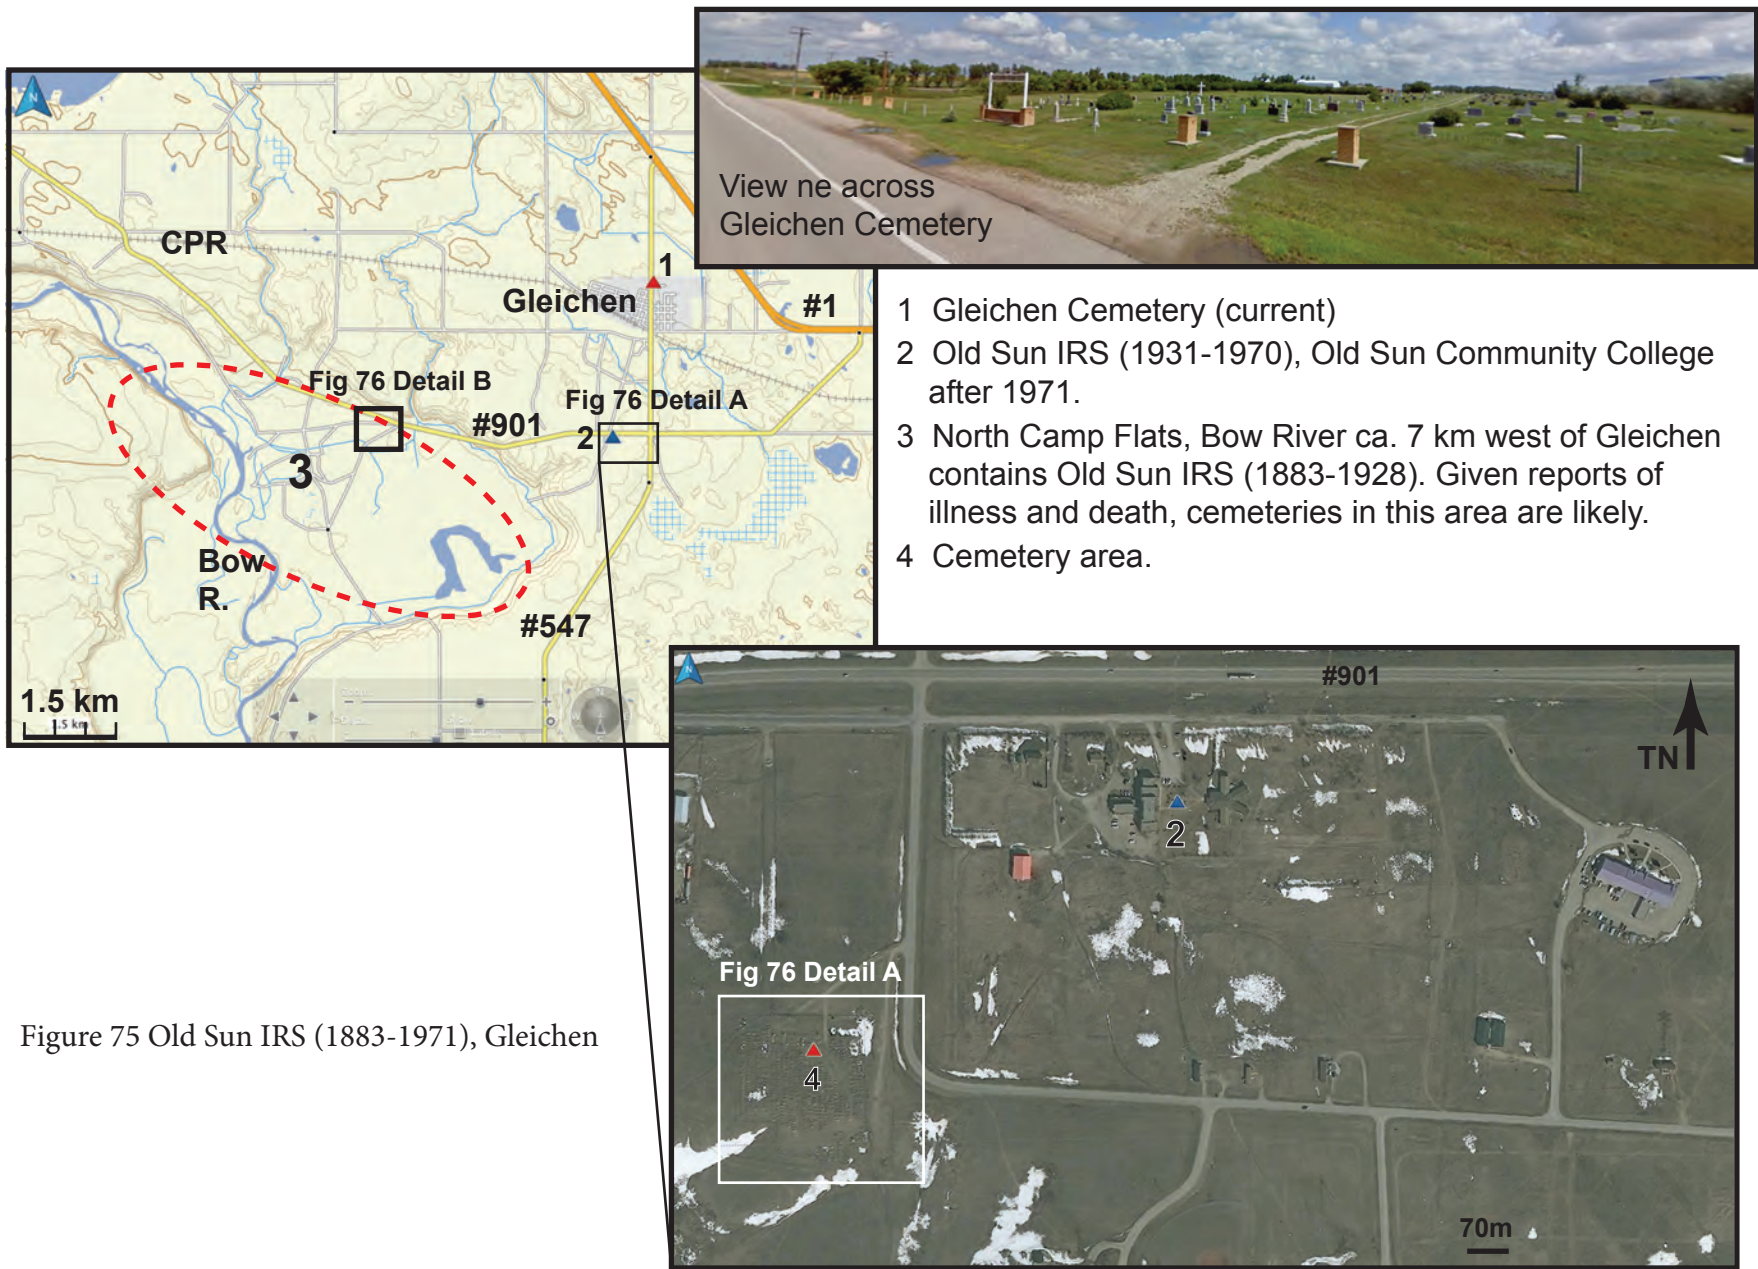 View ne across
Gleichen Cemetery
N
CPR
1
Gleichen
#1
Fig 76 Detail B
Fig 76 Detail A
#901
2
3
Bow
R.
#547
1.5 km
1.5 km
Zoom
N
1 Gleichen Cemetery (current)
2 Old Sun IRS (1931-1970), Old Sun Community College
after 1971.
3 North Camp Flats, Bow River ca. 7 km west of Gleichen
contains Old Sun IRS (1883-1928). Given reports of
illness and death, cemeteries in this area are likely.
4 Cemetery area.
N
#901
TN
2
Fig 76 Detail A
4
70m
Figure 75 Old Sun IRS (1883-1971), Gleichen